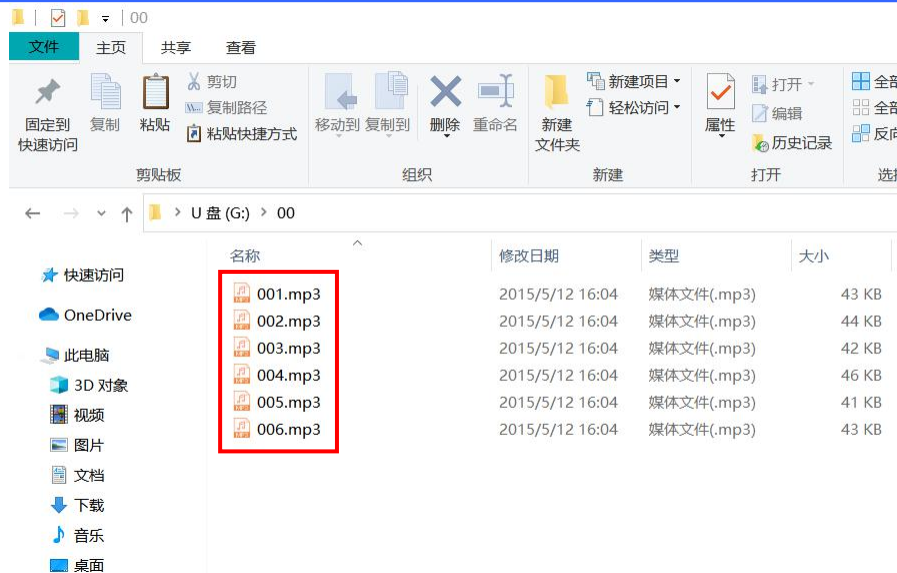 00
文件 主页 共享 查看
固定到快速访问
复制
粘贴
剪切
复制路径
粘贴快捷方式
剪贴板
移动到
复制到
删除
重命名
组织
新建文件夹
新建项目
轻松访问
新建
属性
打开
编辑
历史记录
打开
全部
全部
反向
U 盘 (G:) 00
名称 修改日期 类型 大小
快速访问
OneDrive
此电脑
3D 对象
视频
图片
文档
下载
音乐
桌面
001.mp3 2015/5/12 16:04 媒体文件(.mp3) 43 KB
002.mp3 2015/5/12 16:04 媒体文件(.mp3) 44 KB
003.mp3 2015/5/12 16:04 媒体文件(.mp3) 42 KB
004.mp3 2015/5/12 16:04 媒体文件(.mp3) 46 KB
005.mp3 2015/5/12 16:04 媒体文件(.mp3) 41 KB
006.mp3 2015/5/12 16:04 媒体文件(.mp3) 43 KB